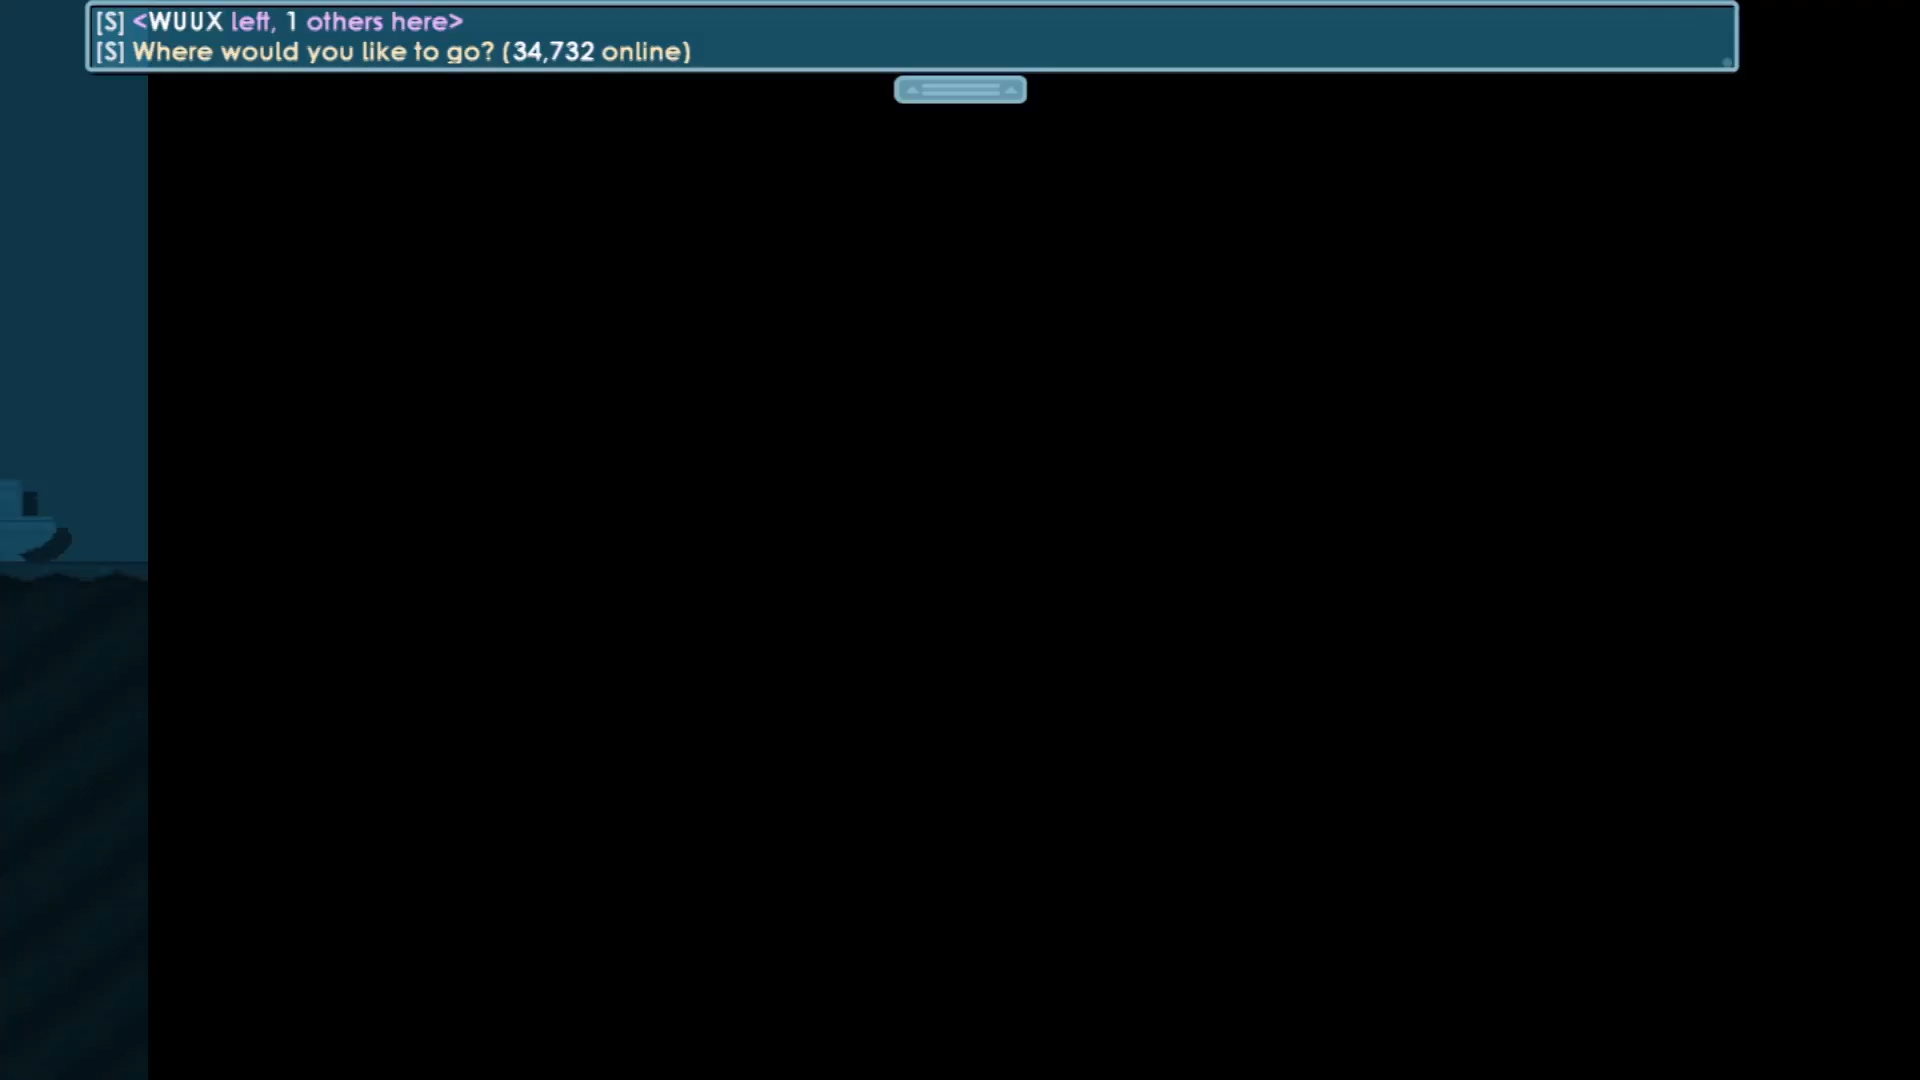 [S] <WUUX left, 1 others here>
[S] Where would you like to go? (34,732 online)